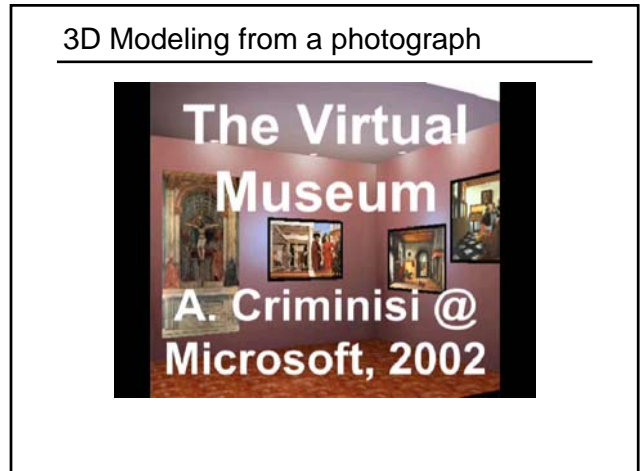 3D Modeling from a photograph
The Virtual
Museum
A. Criminisi @
Microsoft, 2002